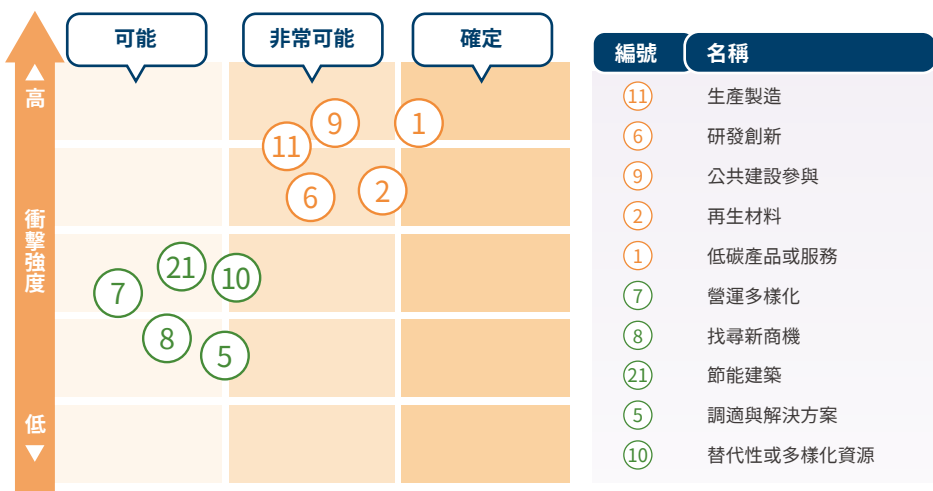 可能
非常可能
確定
高
衝擊強度
低
9
1
11
6
2
21
10
7
8
5
編號 名稱
11 生產製造
6 研發創新
9 公共建設參與
2 再生材料
1 低碳產品或服務
7 營運多樣化
8 找尋新商機
21 節能建築
5 調適與解決方案
10 替代性或多樣化資源